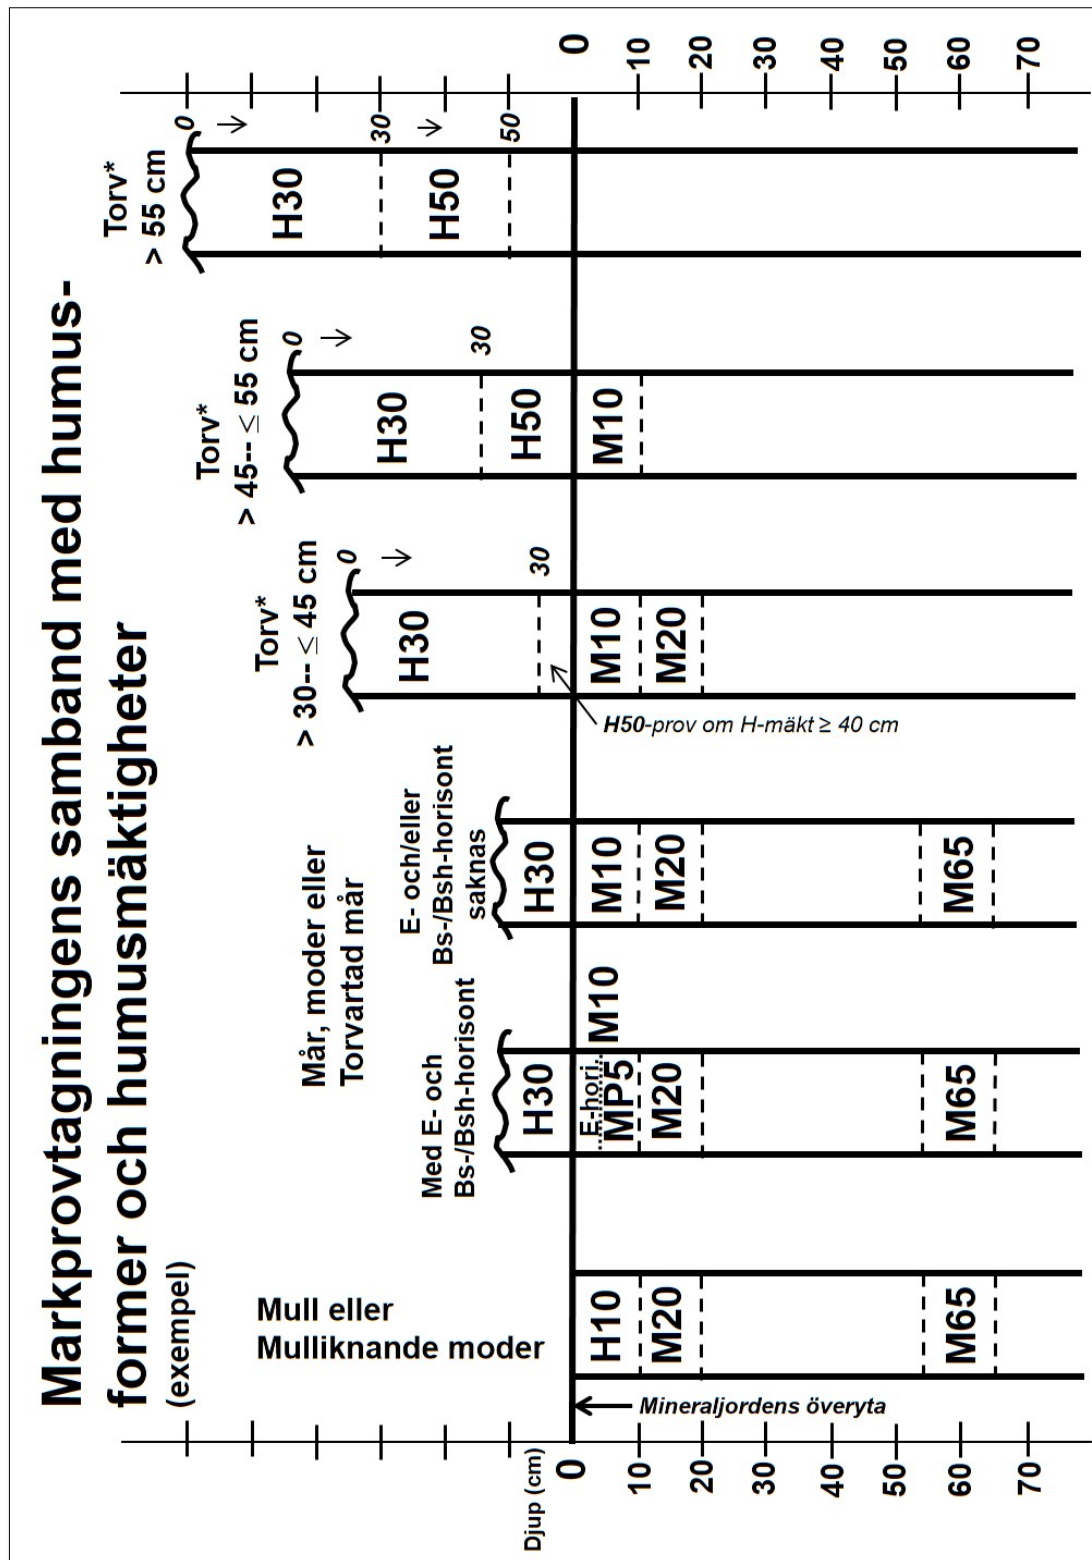 Markprovtagningens samband med humus-
former och humusmäktigheter
(exempel)
Mull eller
Mulliknande moder
Mår, moder eller
Torvartad mår
Med E- och
Bs-/Bsh-horisont
E- och/eller
Bs-/Bsh-horisont
saknas
Torv*
> 30-- ≤ 45 cm
Torv*
> 45-- ≤ 55 cm
Torv*
> 55 cm
Djup (cm)
0
10
20
30
40
50
60
70
Mineraljordens överyta
H10
M20
M65
H30
E-hori.
MP5
M10
M20
M65
H30
M10
M20
M65
0
H30
30
M10
M20
H50-prov om H-mäkt ≥ 40 cm
0
H30
30
H50
M10
0
H30
30
H50
50
0
10
20
30
40
50
60
70